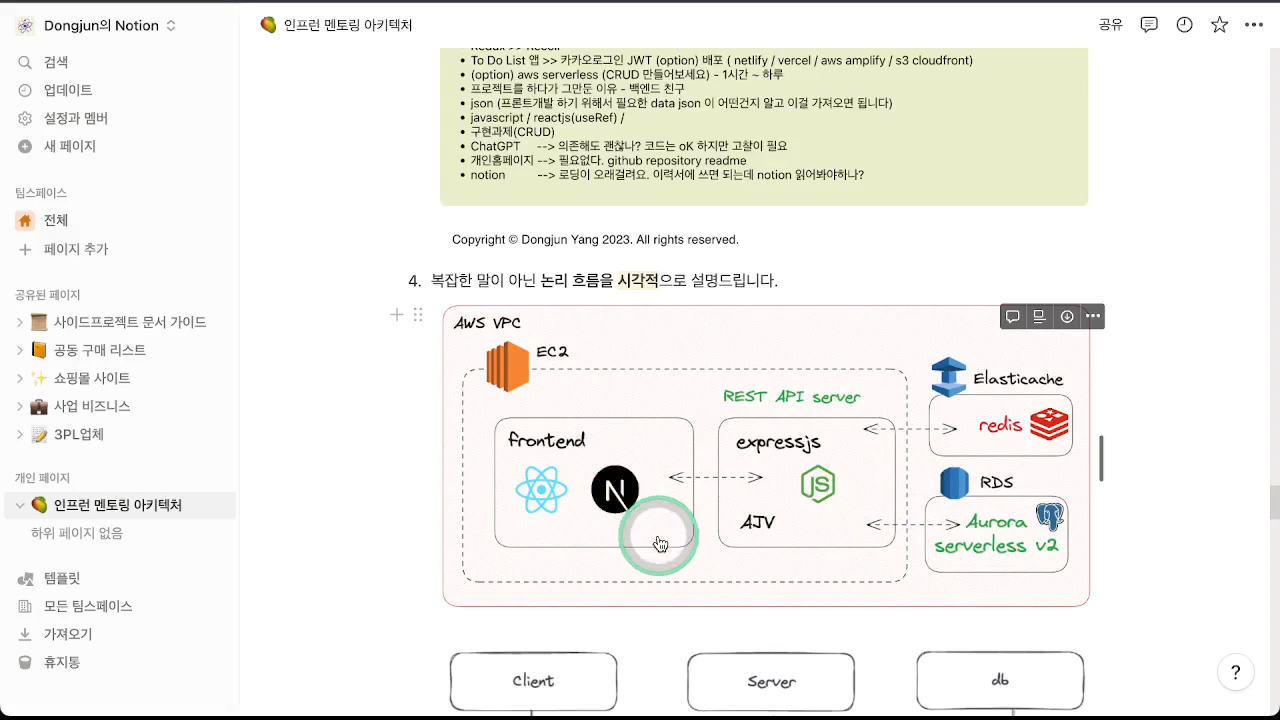 Dongjun의 Notion
검색
업데이트
설정과 멤버
새 페이지
팀스페이스
전체
페이지 추가
공유된 페이지
사이드프로젝트 문서 가이드
공동 구매 리스트
쇼핑몰 사이트
사업 비즈니스
3PL업체
개인 페이지
인프런 멘토링 아키텍처
하위 페이지 없음
템플릿
모든 팀스페이스
가져오기
휴지통
인프런 멘토링 아키텍처
공유
Redux >> Recoil
• To Do List 앱 >> 카카오로그인 JWT (option) 배포 ( netlify / vercel / aws amplify / s3 cloudfront)
• (option) aws serverless (CRUD 만들어보세요) - 1시간 ~ 하루
• 프로젝트를 하다가 그만둔 이유 - 백엔드 친구
• json (프론트개발 하기 위해서 필요한 data json 이 어떤건지 알고 이걸 가져오면 됩니다)
• javascript / reactjs(useRef) /
• 구현과제(CRUD)
• ChatGPT --> 의존해도 괜찮나? 코드는 oK 하지만 고찰이 필요
• 개인홈페이지 --> 필요없다. github repository readme
• notion --> 로딩이 오래걸려요. 이력서에 쓰면 되는데 notion 읽어봐야하나?
Copyright © Dongjun Yang 2023. All rights reserved.
4. 복잡한 말이 아닌 논리 흐름을 시각적으로 설명드립니다.
AWS VPC
EC2
REST API server
frontend
N
expressjs
JS
AJV
Elasticache
redis
RDS
Aurora
serverless v2
Client
Server
db
?